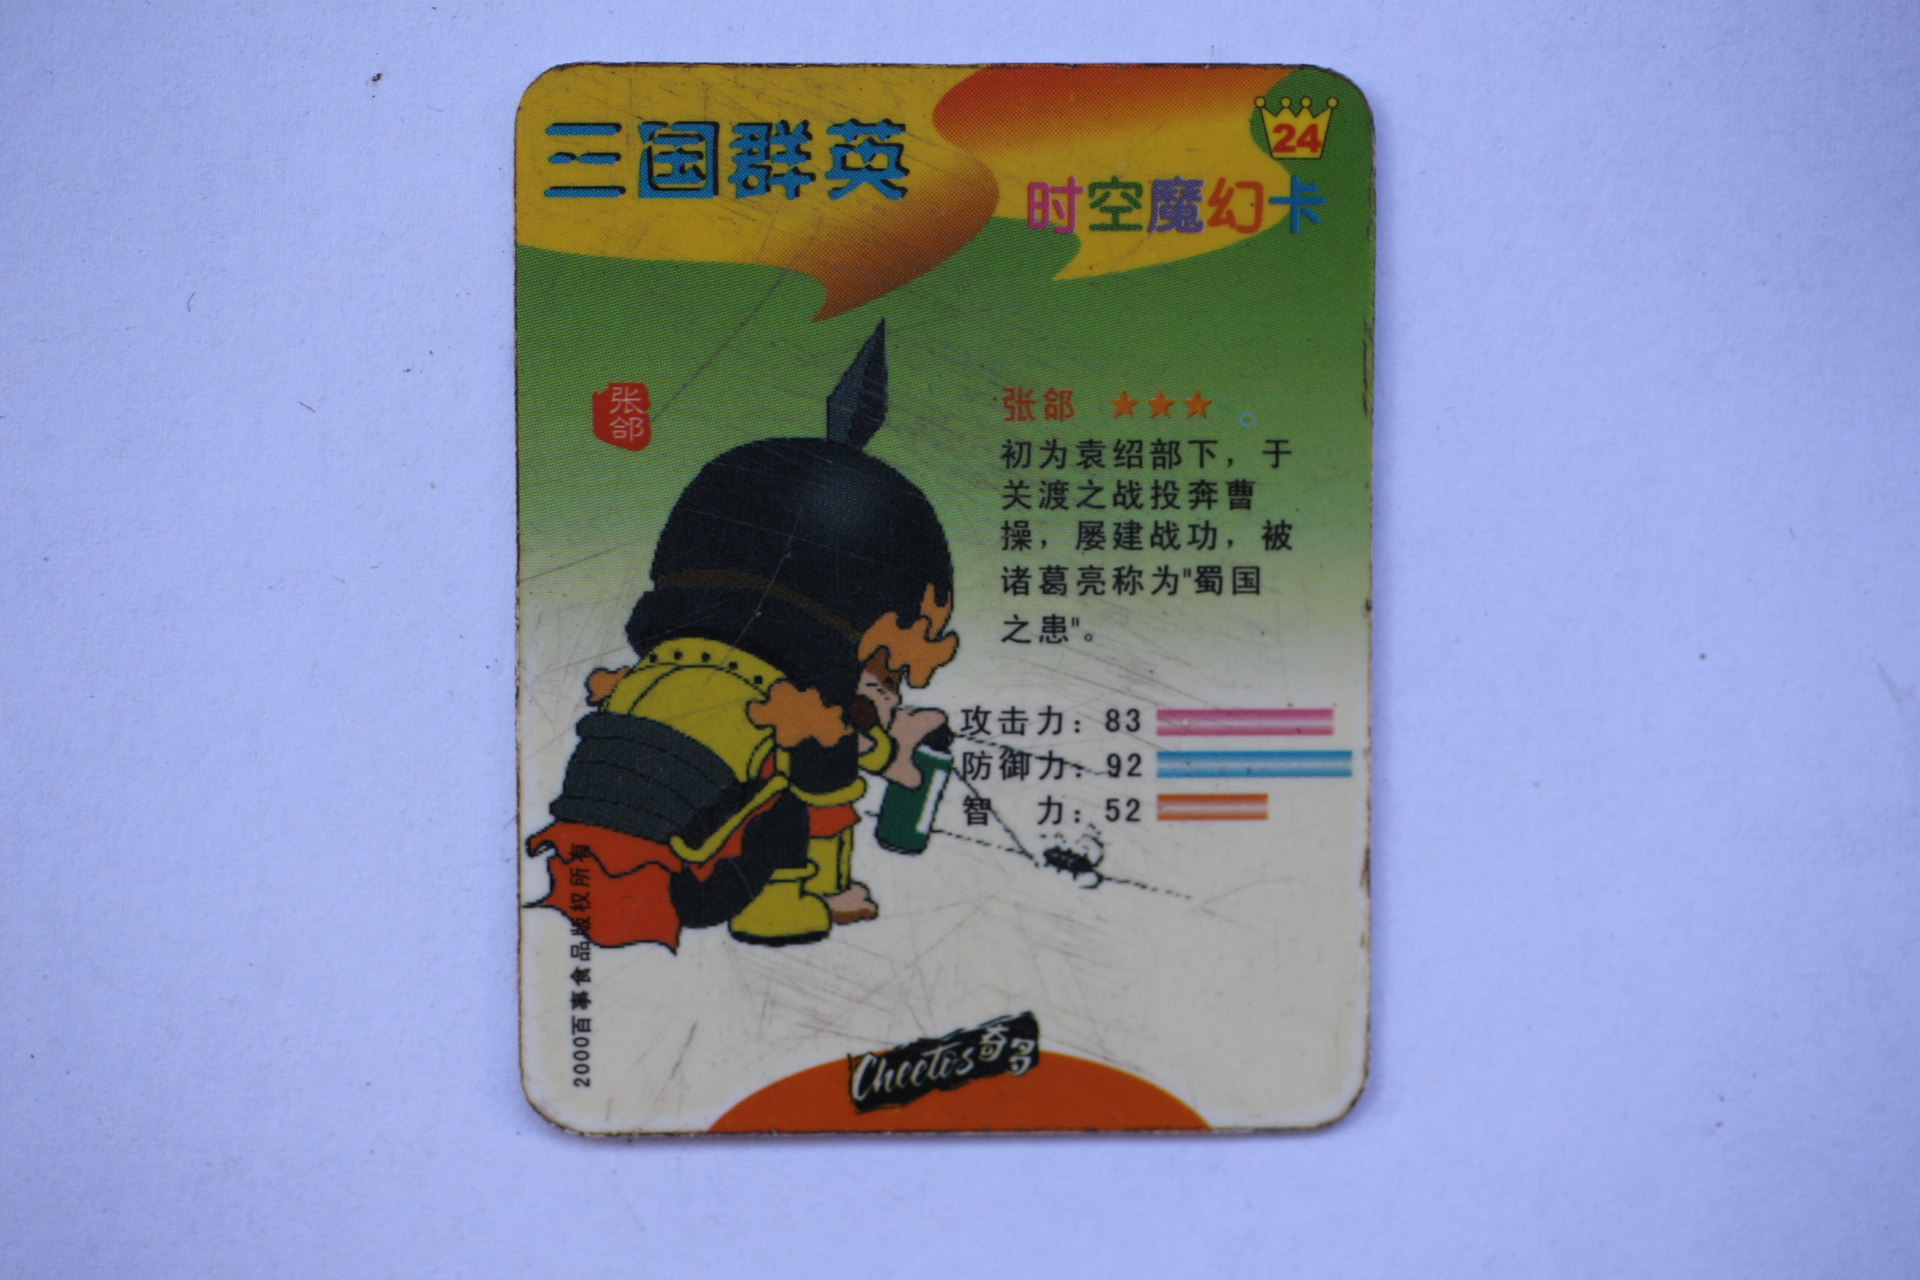 三国群英
24
时空魔幻卡
张郃
张郃 ★★★
初为袁绍部下，于
关渡之战投奔曹
操，屡建战功，被
诸葛亮称为"蜀国
之患"。
攻击力：83
防御力：92
智 力：52
2000百事食品版权所有
Cheetos奇多